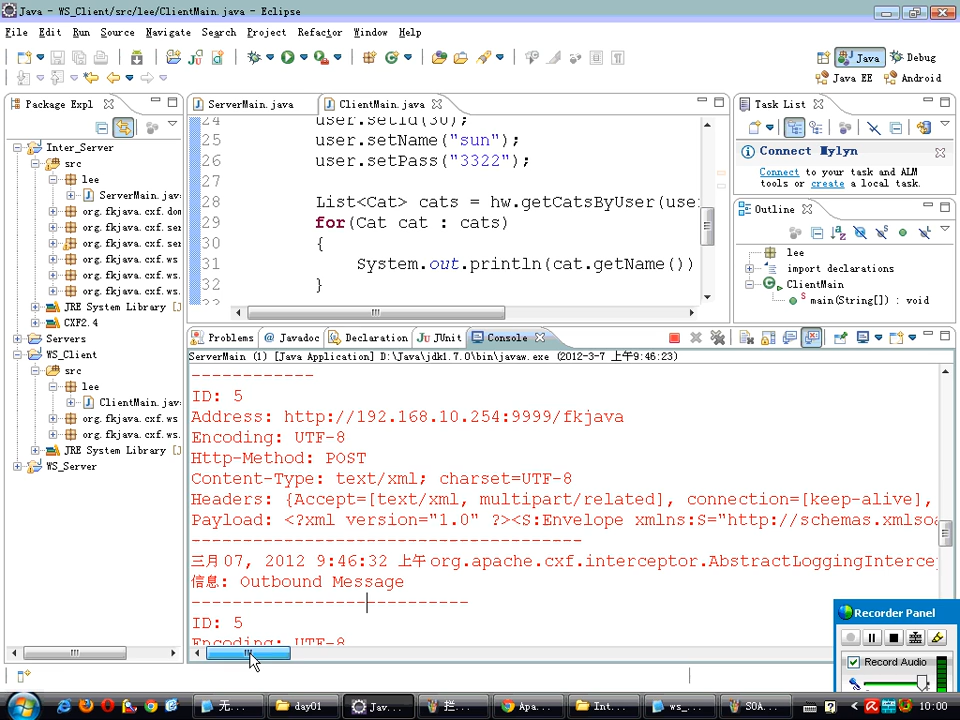 Java - WS_Client/src/lee/ClientMain.java - Eclipse
File Edit Run Source Navigate Search Project Refactor Window Help
Java Debug
Java EE Android
Package Expl
Inter_Server
src
lee
ServerMain.jav
org.fkjava.cxf.dom
org.fkjava.cxf.ser
org.fkjava.cxf.ser
org.fkjava.cxf.ws
org.fkjava.cxf.ws.
org.fkjava.cxf.ws.
JRE System Library [
CXF2.4
Servers
WS_Client
src
lee
ClientMain.jav
org.fkjava.cxf.ws
org.fkjava.cxf.ws.
JRE System Library [
WS_Server
ServerMain.java ClientMain.java
24 user.setId(30);
25 user.setName("sun");
26 user.setPass("3322");
27
28 List<Cat> cats = hw.getCatsByUser(user
29 for(Cat cat : cats)
30 {
31 System.out.println(cat.getName())
32 }
Task List
Connect Mylyn
Connect to your task and ALM
tools or create a local task.
Outline
lee
import declarations
ClientMain
main(String[]) : void
Problems Javadoc Declaration JUnit Console
ServerMain (1) [Java Application] D:\Java\jdk1.7.0\bin\javaw.exe (2012-3-7 上午9:46:23)
------------
ID: 5
Address: http://192.168.10.254:9999/fkjava
Encoding: UTF-8
Http-Method: POST
Content-Type: text/xml; charset=UTF-8
Headers: {Accept=[text/xml, multipart/related], connection=[keep-alive],
Payload: <?xml version="1.0" ?><S:Envelope xmlns:S="http://schemas.xmlsoa
--------------------------------------
三月 07, 2012 9:46:32 上午 org.apache.cxf.interceptor.AbstractLoggingIntercep
信息: Outbound Message
---------------------------
ID: 5
Encoding: UTF-8
Recorder Panel
Record Audio
无... day01 Jav... 拦... Apa... Int... ws_... SOA... 10:00